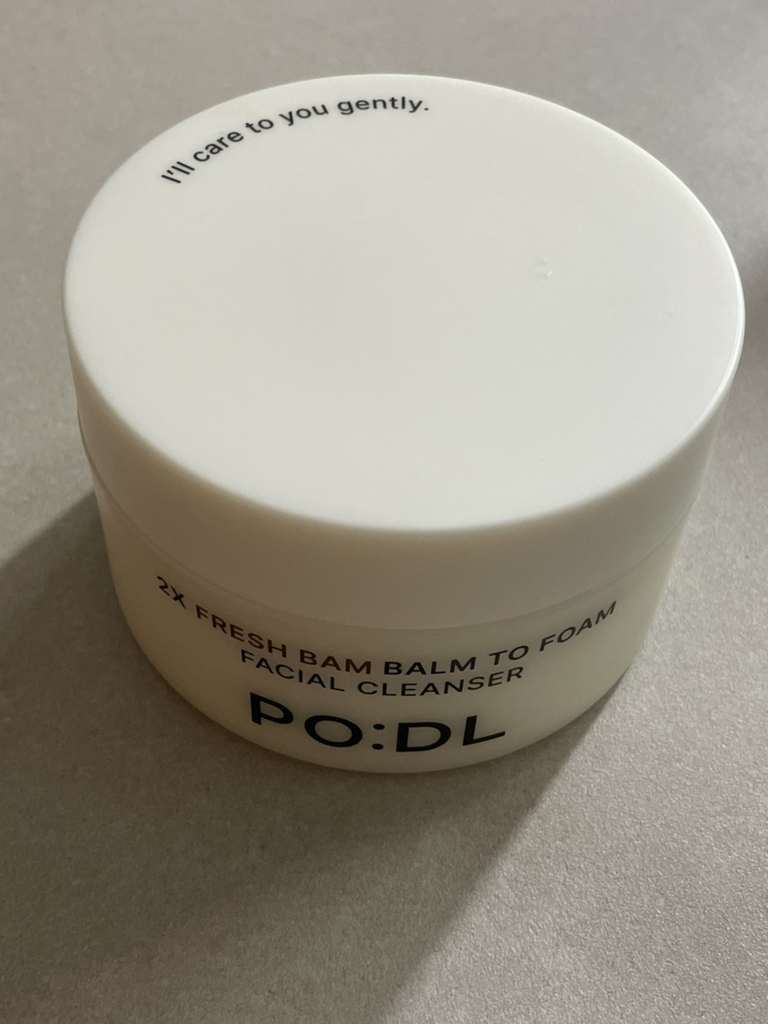 I'll care to you gently.
2X FRESH BAM BALM TO FOAM
FACIAL CLEANSER
PO:DL